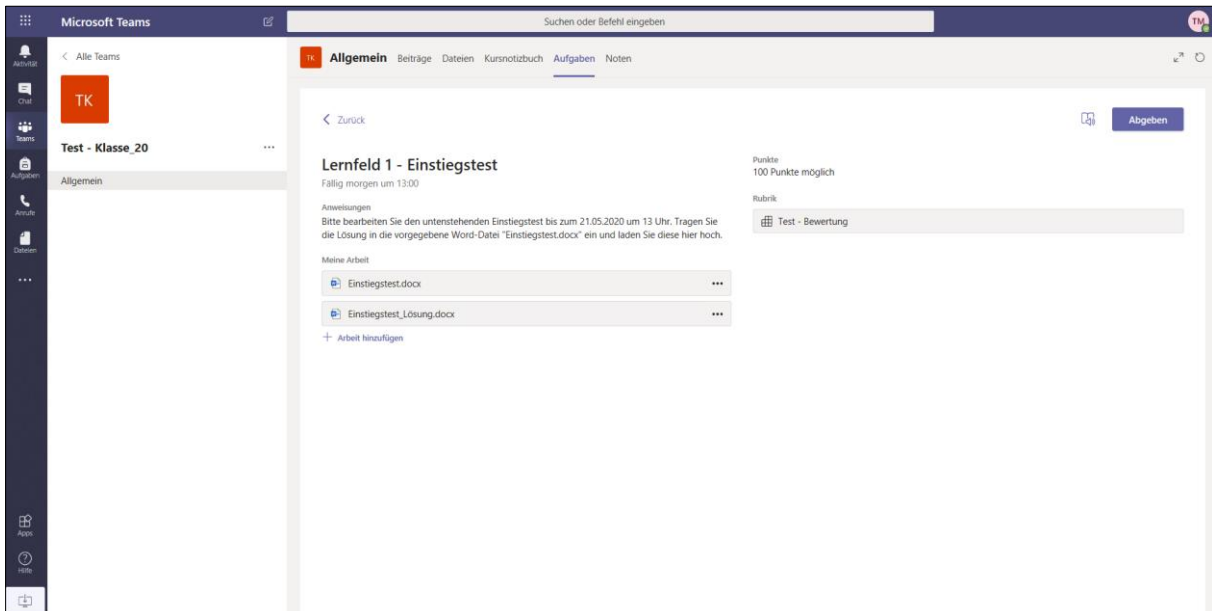 Microsoft Teams
Suchen oder Befehl eingeben
TM
Aktivität
Chat
Teams
Aufgaben
Anrufe
Dateien
Apps
Hilfe
Alle Teams
TK
Test - Klasse_20
Allgemein
TK Allgemein Beiträge Dateien Kursnotizbuch Aufgaben Noten
Zurück
Abgeben
Lernfeld 1 - Einstiegstest
Fällig morgen um 13:00
Anweisungen
Bitte bearbeiten Sie den untenstehenden Einstiegstest bis zum 21.05.2020 um 13 Uhr. Tragen Sie
die Lösung in die vorgegebene Word-Datei "Einstiegstest.docx" ein und laden Sie diese hier hoch.
Meine Arbeit
Einstiegstest.docx
Einstiegstest_Lösung.docx
Arbeit hinzufügen
Punkte
100 Punkte möglich
Rubrik
Test - Bewertung